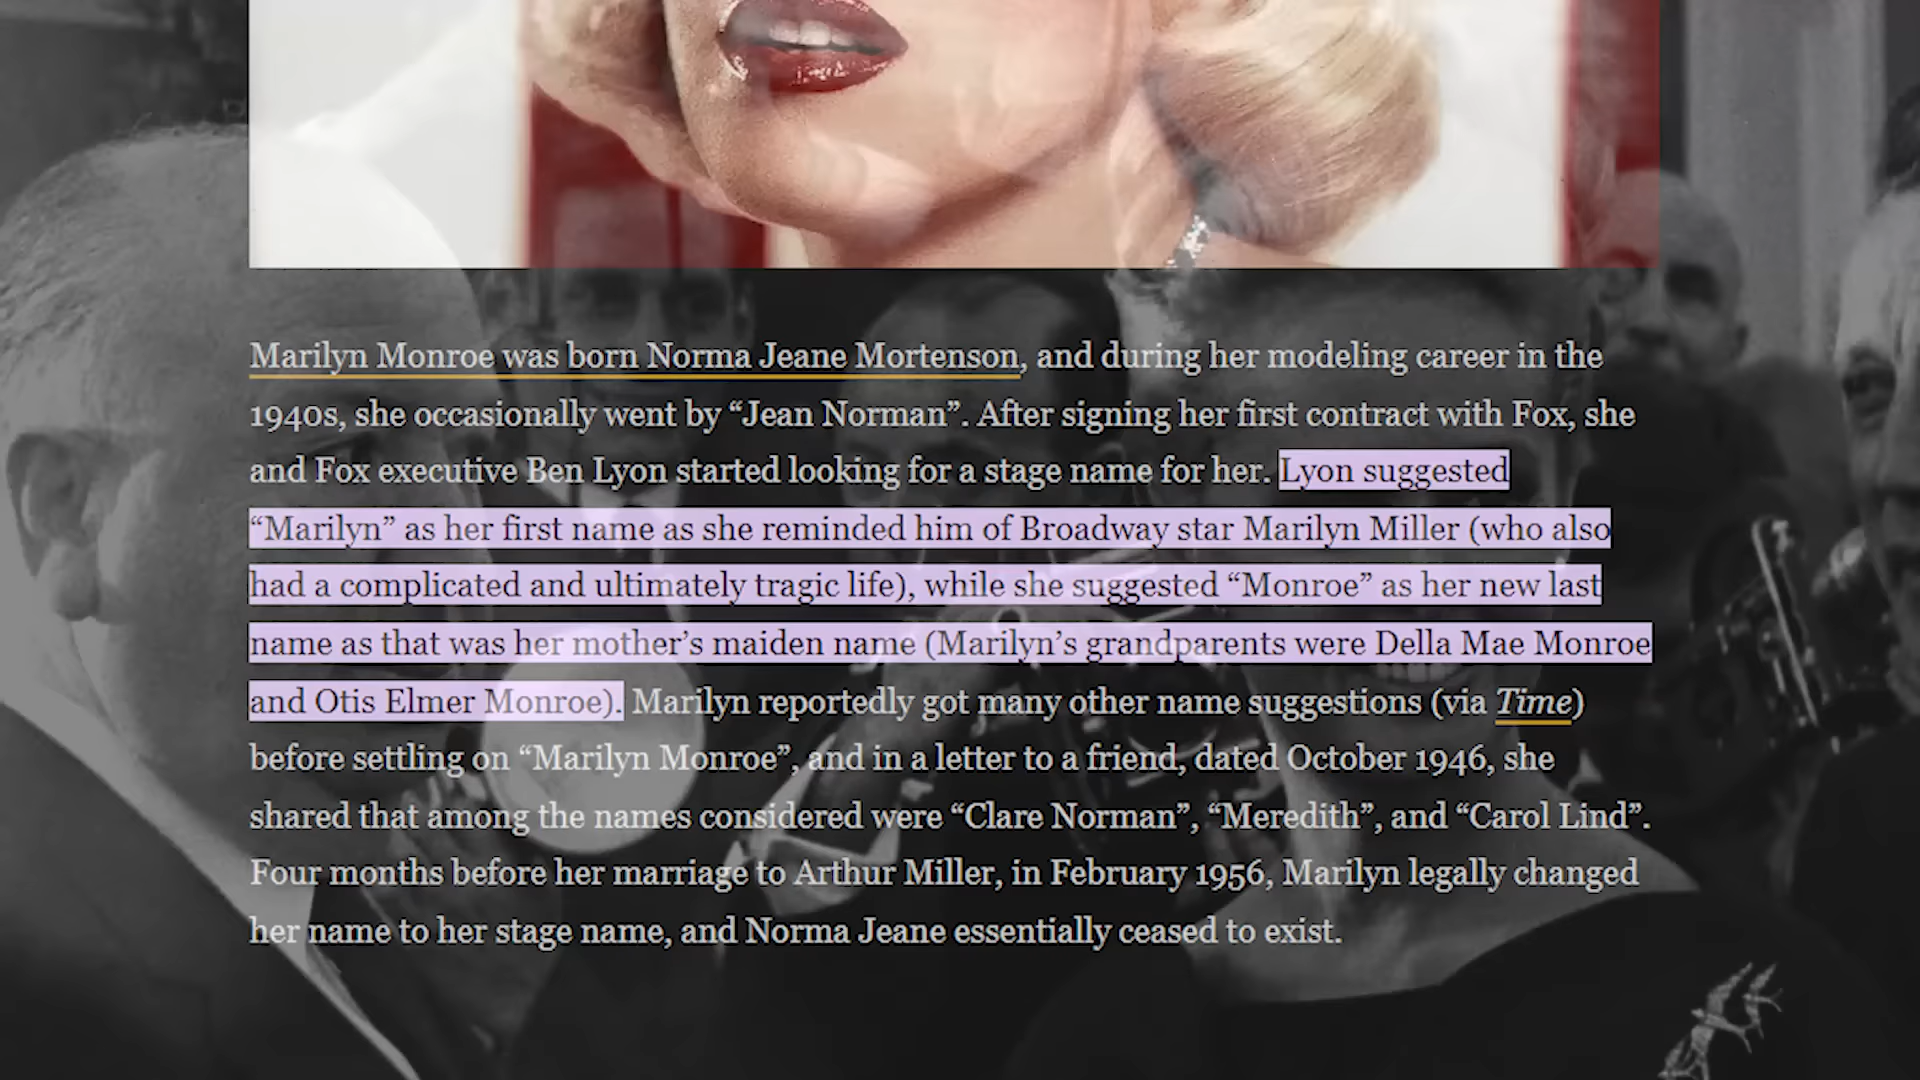 Marilyn Monroe was born Norma Jeane Mortenson, and during her modeling career in the
1940s, she occasionally went by “Jean Norman”. After signing her first contract with Fox, she
and Fox executive Ben Lyon started looking for a stage name for her. Lyon suggested
“Marilyn” as her first name as she reminded him of Broadway star Marilyn Miller (who also
had a complicated and ultimately tragic life), while she suggested “Monroe” as her new last
name as that was her mother’s maiden name (Marilyn’s grandparents were Della Mae Monroe
and Otis Elmer Monroe). Marilyn reportedly got many other name suggestions (via Time)
before settling on “Marilyn Monroe”, and in a letter to a friend, dated October 1946, she
shared that among the names considered were “Clare Norman”, “Meredith”, and “Carol Lind”.
Four months before her marriage to Arthur Miller, in February 1956, Marilyn legally changed
her name to her stage name, and Norma Jeane essentially ceased to exist.